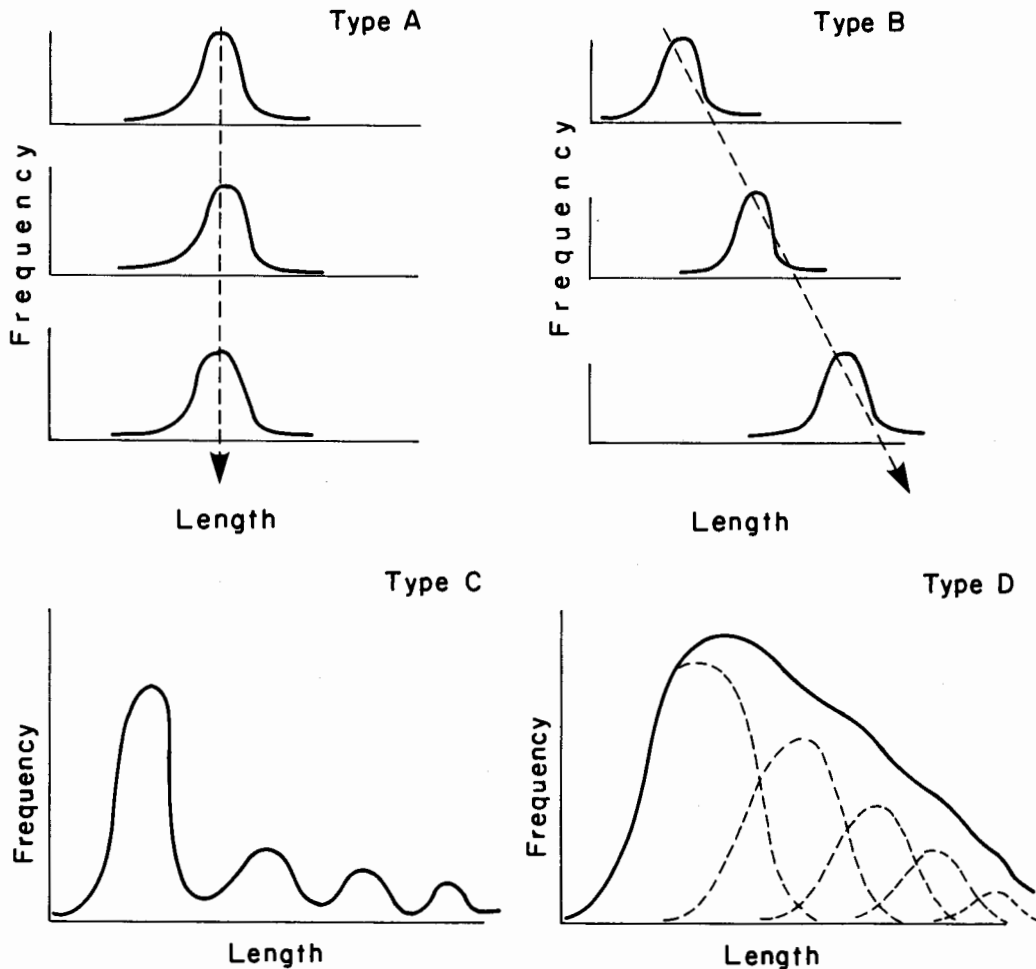 Type A
Frequency
Length
Type B
Frequency
Length
Type C
Frequency
Length
Type D
Frequency
Length